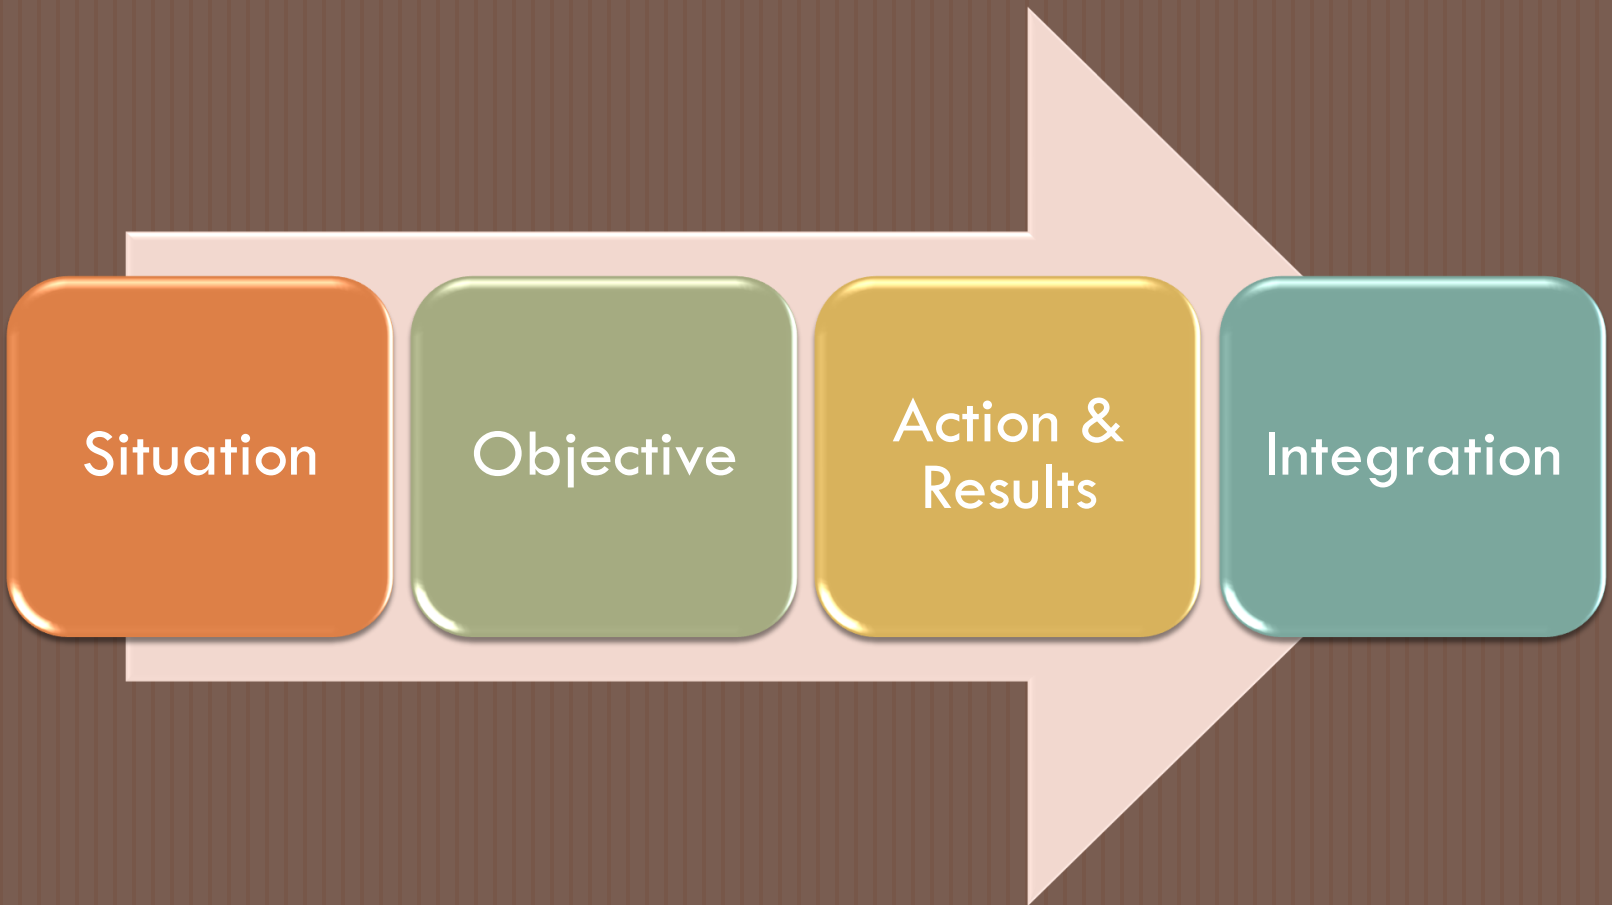 Situation
Objective
Action &
Results
Integration